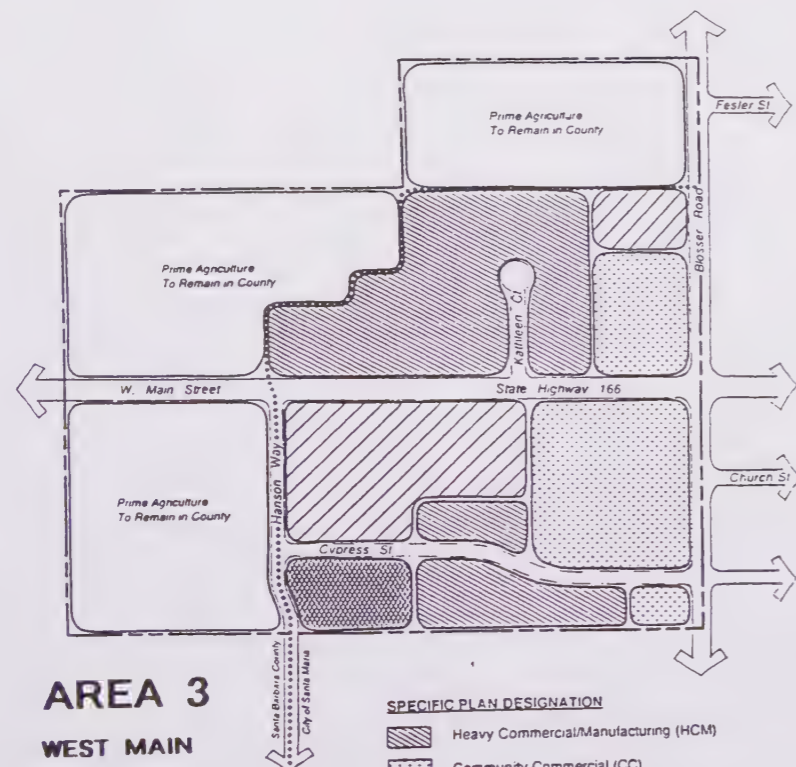 Prime Agriculture
To Remain in County
Fesler St
Blosser Road
Prime Agriculture
To Remain in County
Kathleen Ct
W. Main Street
State Highway 166
Hanson Way
Church St
Prime Agriculture
To Remain in County
Cypress St
Santa Barbara County
City of Santa Maria
AREA 3
WEST MAIN
SPECIFIC PLAN DESIGNATION
Heavy Commercial/Manufacturing (HCM)
Community Commercial (CC)